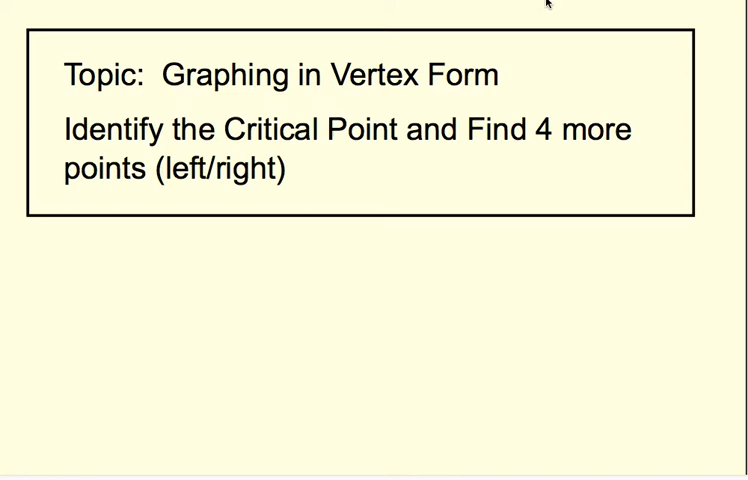 Topic:  Graphing in Vertex Form
Identify the Critical Point and Find 4 more
points (left/right)